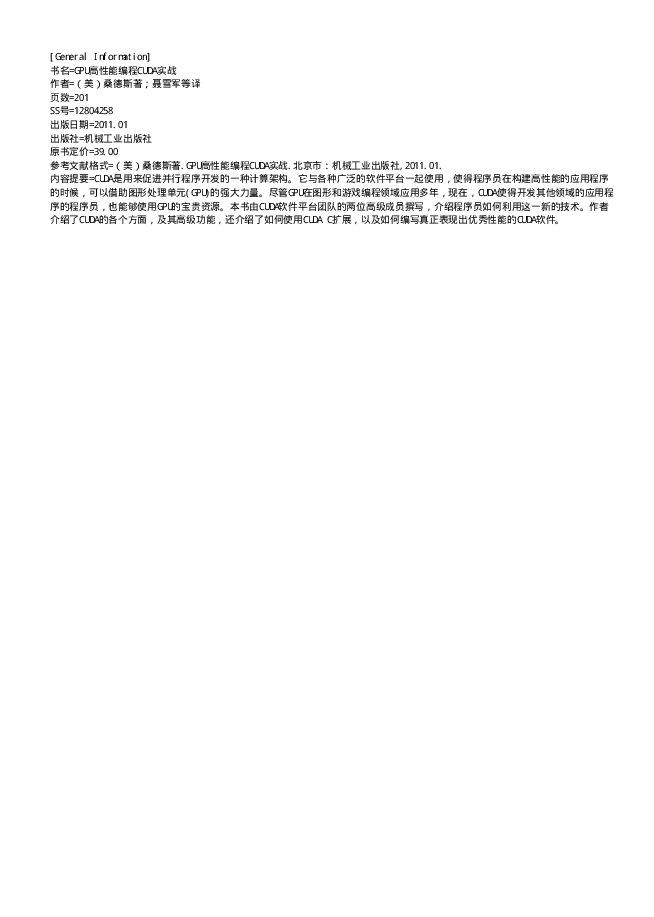 [General Information]
书名=GPU高性能编程CUDA实战
作者=（美）桑德斯著；聂雪军等译
页数=201
SS号=12804258
出版日期=2011.01
出版社=机械工业出版社
原书定价=39.00
参考文献格式=（美）桑德斯著.GPU高性能编程CUDA实战.北京市：机械工业出版社,2011.01.
内容提要=CUDA是用来促进并行程序开发的一种计算架构。它与各种广泛的软件平台一起使用，使得程序员在构建高性能的应用程序
的时候，可以借助图形处理单元(GPU)的强大力量。尽管GPU在图形和游戏编程领域应用多年，现在，CUDA使得开发其他领域的应用程
序的程序员，也能够使用GPU的宝贵资源。本书由CUDA软件平台团队的两位高级成员撰写，介绍程序员如何利用这一新的技术。作者
介绍了CUDA的各个方面，及其高级功能，还介绍了如何使用CUDA C扩展，以及如何编写真正表现出优秀性能的CUDA软件。